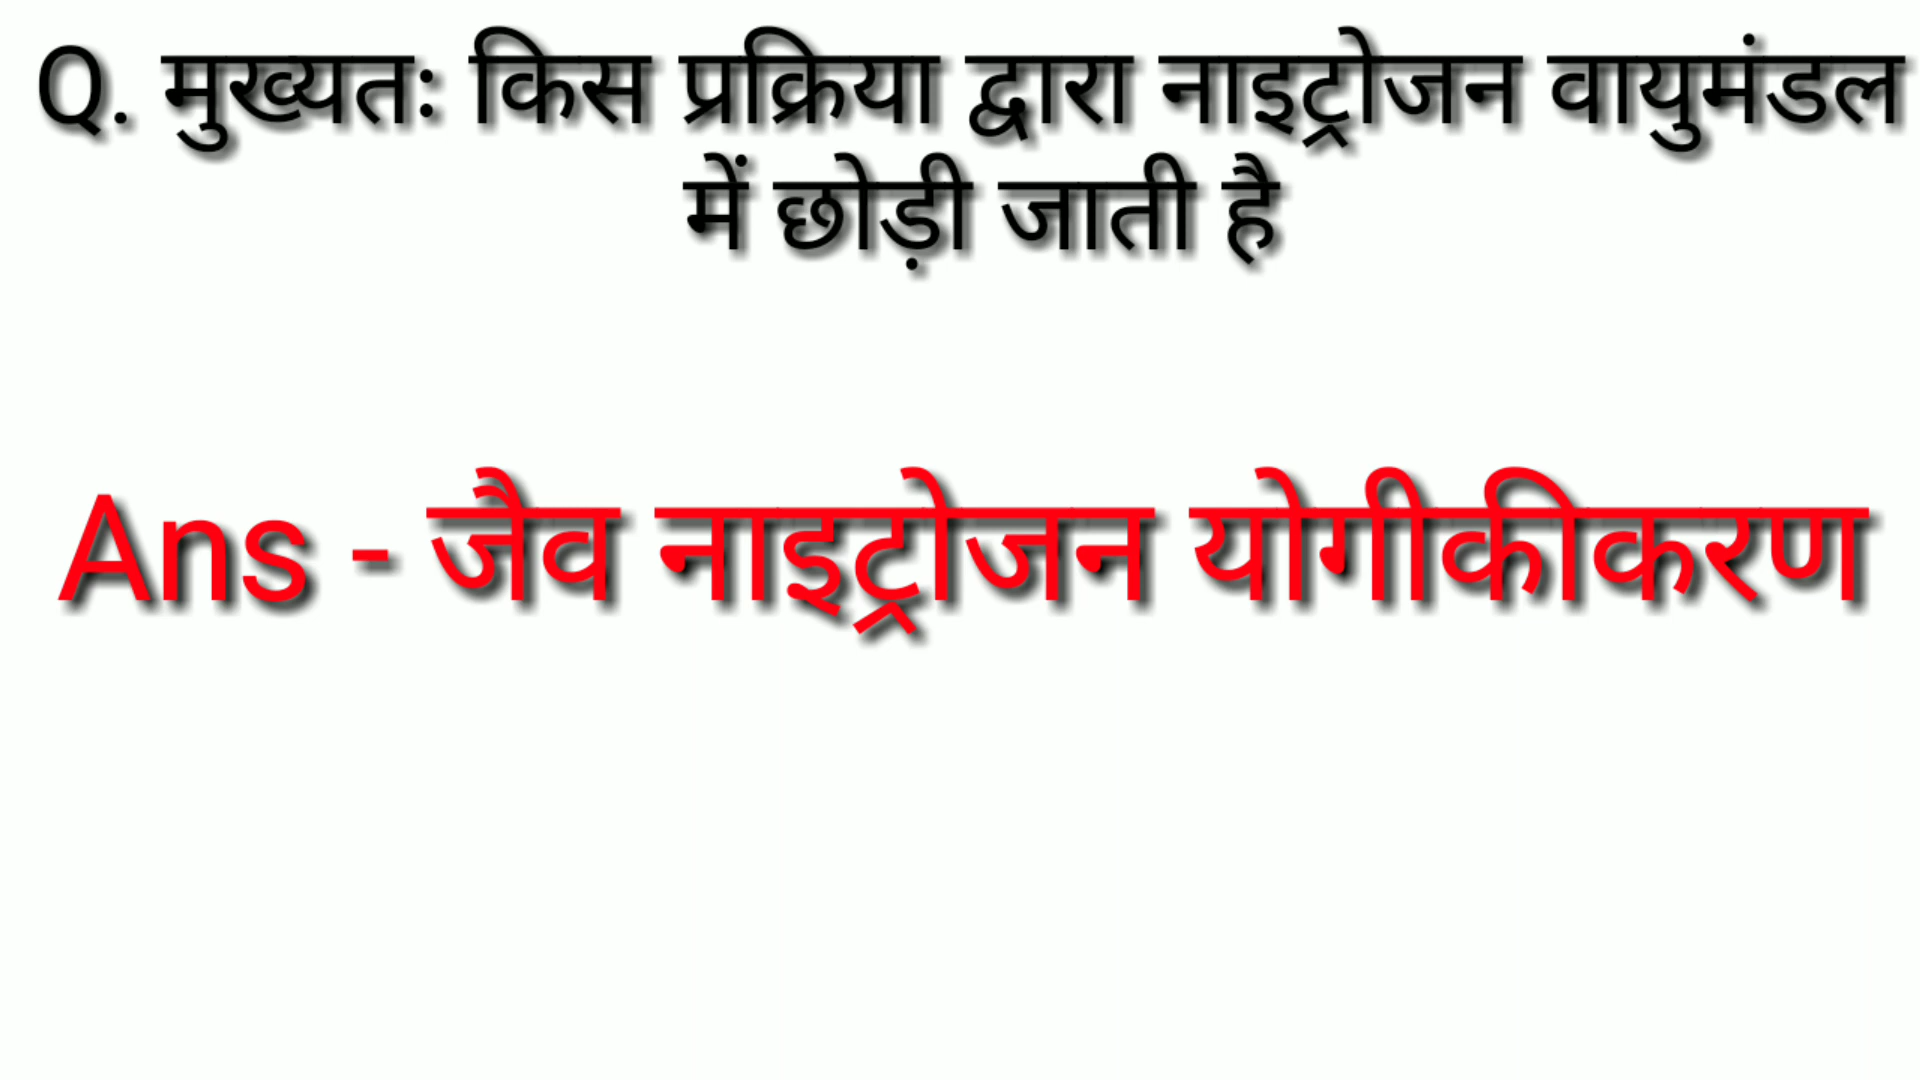 Q. मुख्यतः किस प्रक्रिया द्वारा नाइट्रोजन वायुमंडल
में छोड़ी जाती है
Ans - जैव नाइट्रोजन योगीकीकरण